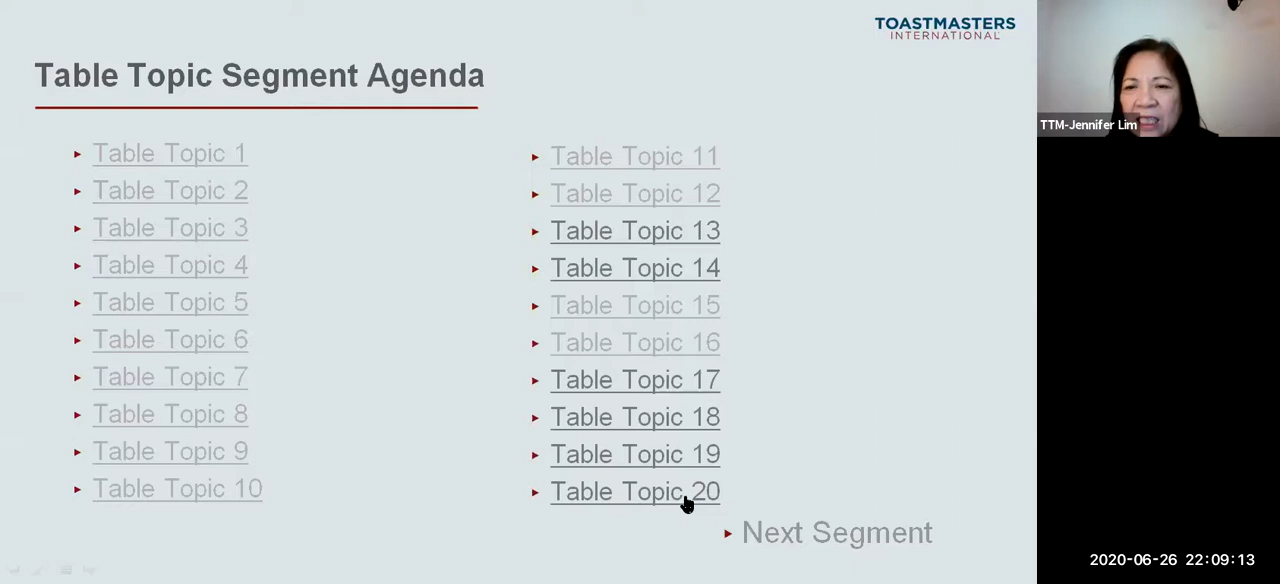 TOASTMASTERS
INTERNATIONAL
Table Topic Segment Agenda
Table Topic 1
Table Topic 2
Table Topic 3
Table Topic 4
Table Topic 5
Table Topic 6
Table Topic 7
Table Topic 8
Table Topic 9
Table Topic 10
Table Topic 11
Table Topic 12
Table Topic 13
Table Topic 14
Table Topic 15
Table Topic 16
Table Topic 17
Table Topic 18
Table Topic 19
Table Topic 20
Next Segment
TTM-Jennifer Lim
2020-06-26 22:09:13